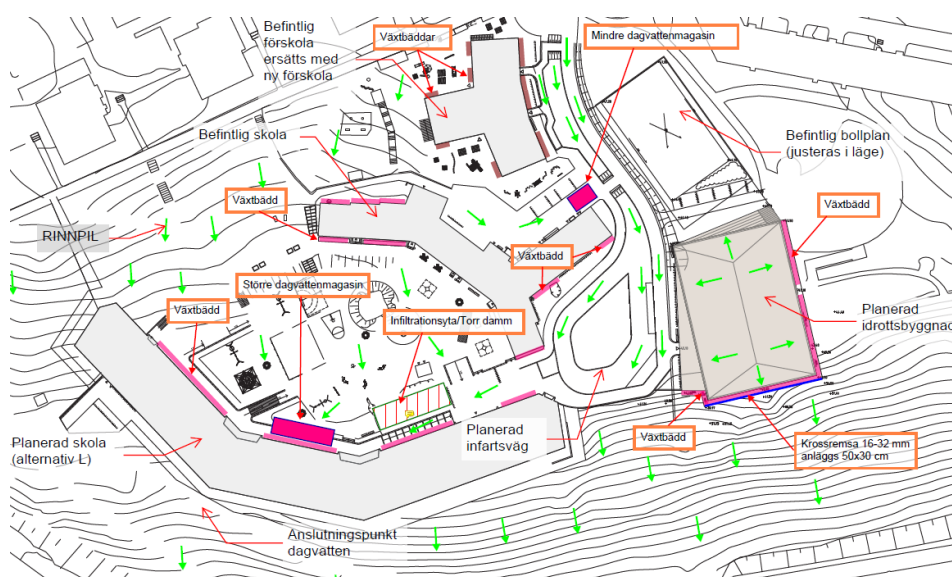 Befintlig
förskola
ersätts med
ny förskola
Växtbäddar
Mindre dagvattenmagasin
Befintlig skola
Befintlig bollplan
(justeras i läge)
Växtbädd
Växtbädd
RINNPIL
Växtbädd
Större dagvattenmagasin
Växtbädd
Infiltrationsyta/Torr damm
Planerad
idrottsbyggnad
Planerad skola
(alternativ L)
Planerad
infartsväg
Växtbädd
Krossremsa 16-32 mm
anläggs 50x30 cm
Anslutningspunkt
dagvatten